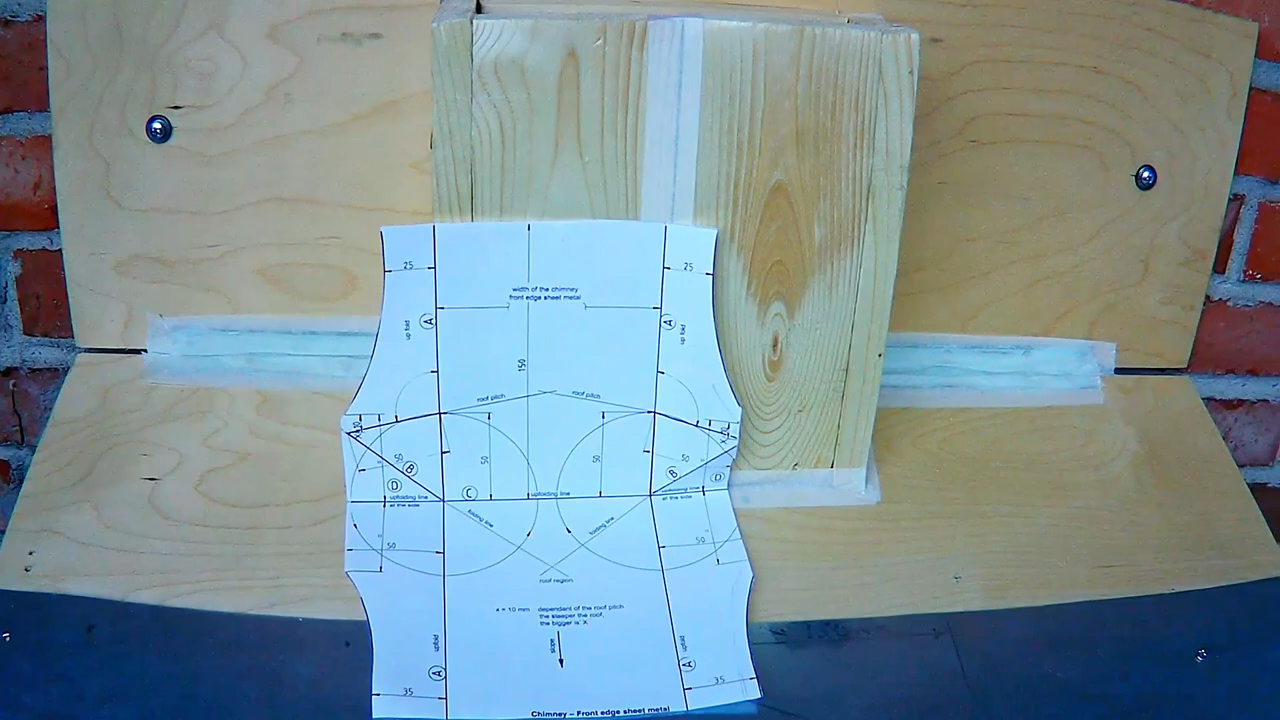 25
25
width of the chimney
front edge sheet metal
A
A
up fold
up fold
150
roof pitch
roof pitch
50
50
50
50
B
B
D
D
C
upfolding line
at the side
upfolding line
upfolding line
at the side
folding line
folding line
50
50
roof region
x = 10 mm dependant of the roof pitch
the steeper the roof,
the bigger is 'X'
slope
upfold
upfold
A
A
35
35
Chimney – Front edge sheet metal